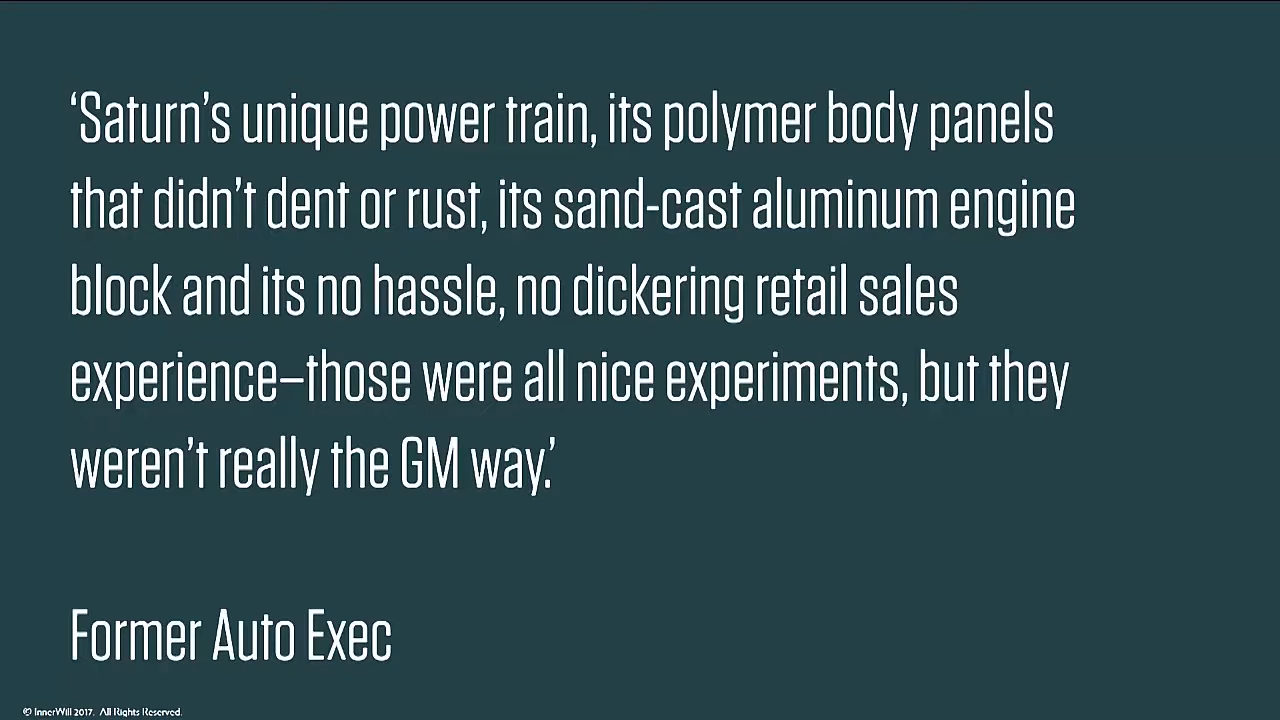 ‘Saturn’s unique power train, its polymer body panels
that didn’t dent or rust, its sand-cast aluminum engine
block and its no hassle, no dickering retail sales
experience–those were all nice experiments, but they
weren’t really the GM way.’
Former Auto Exec
© InnerWill 2017. All Rights Reserved.